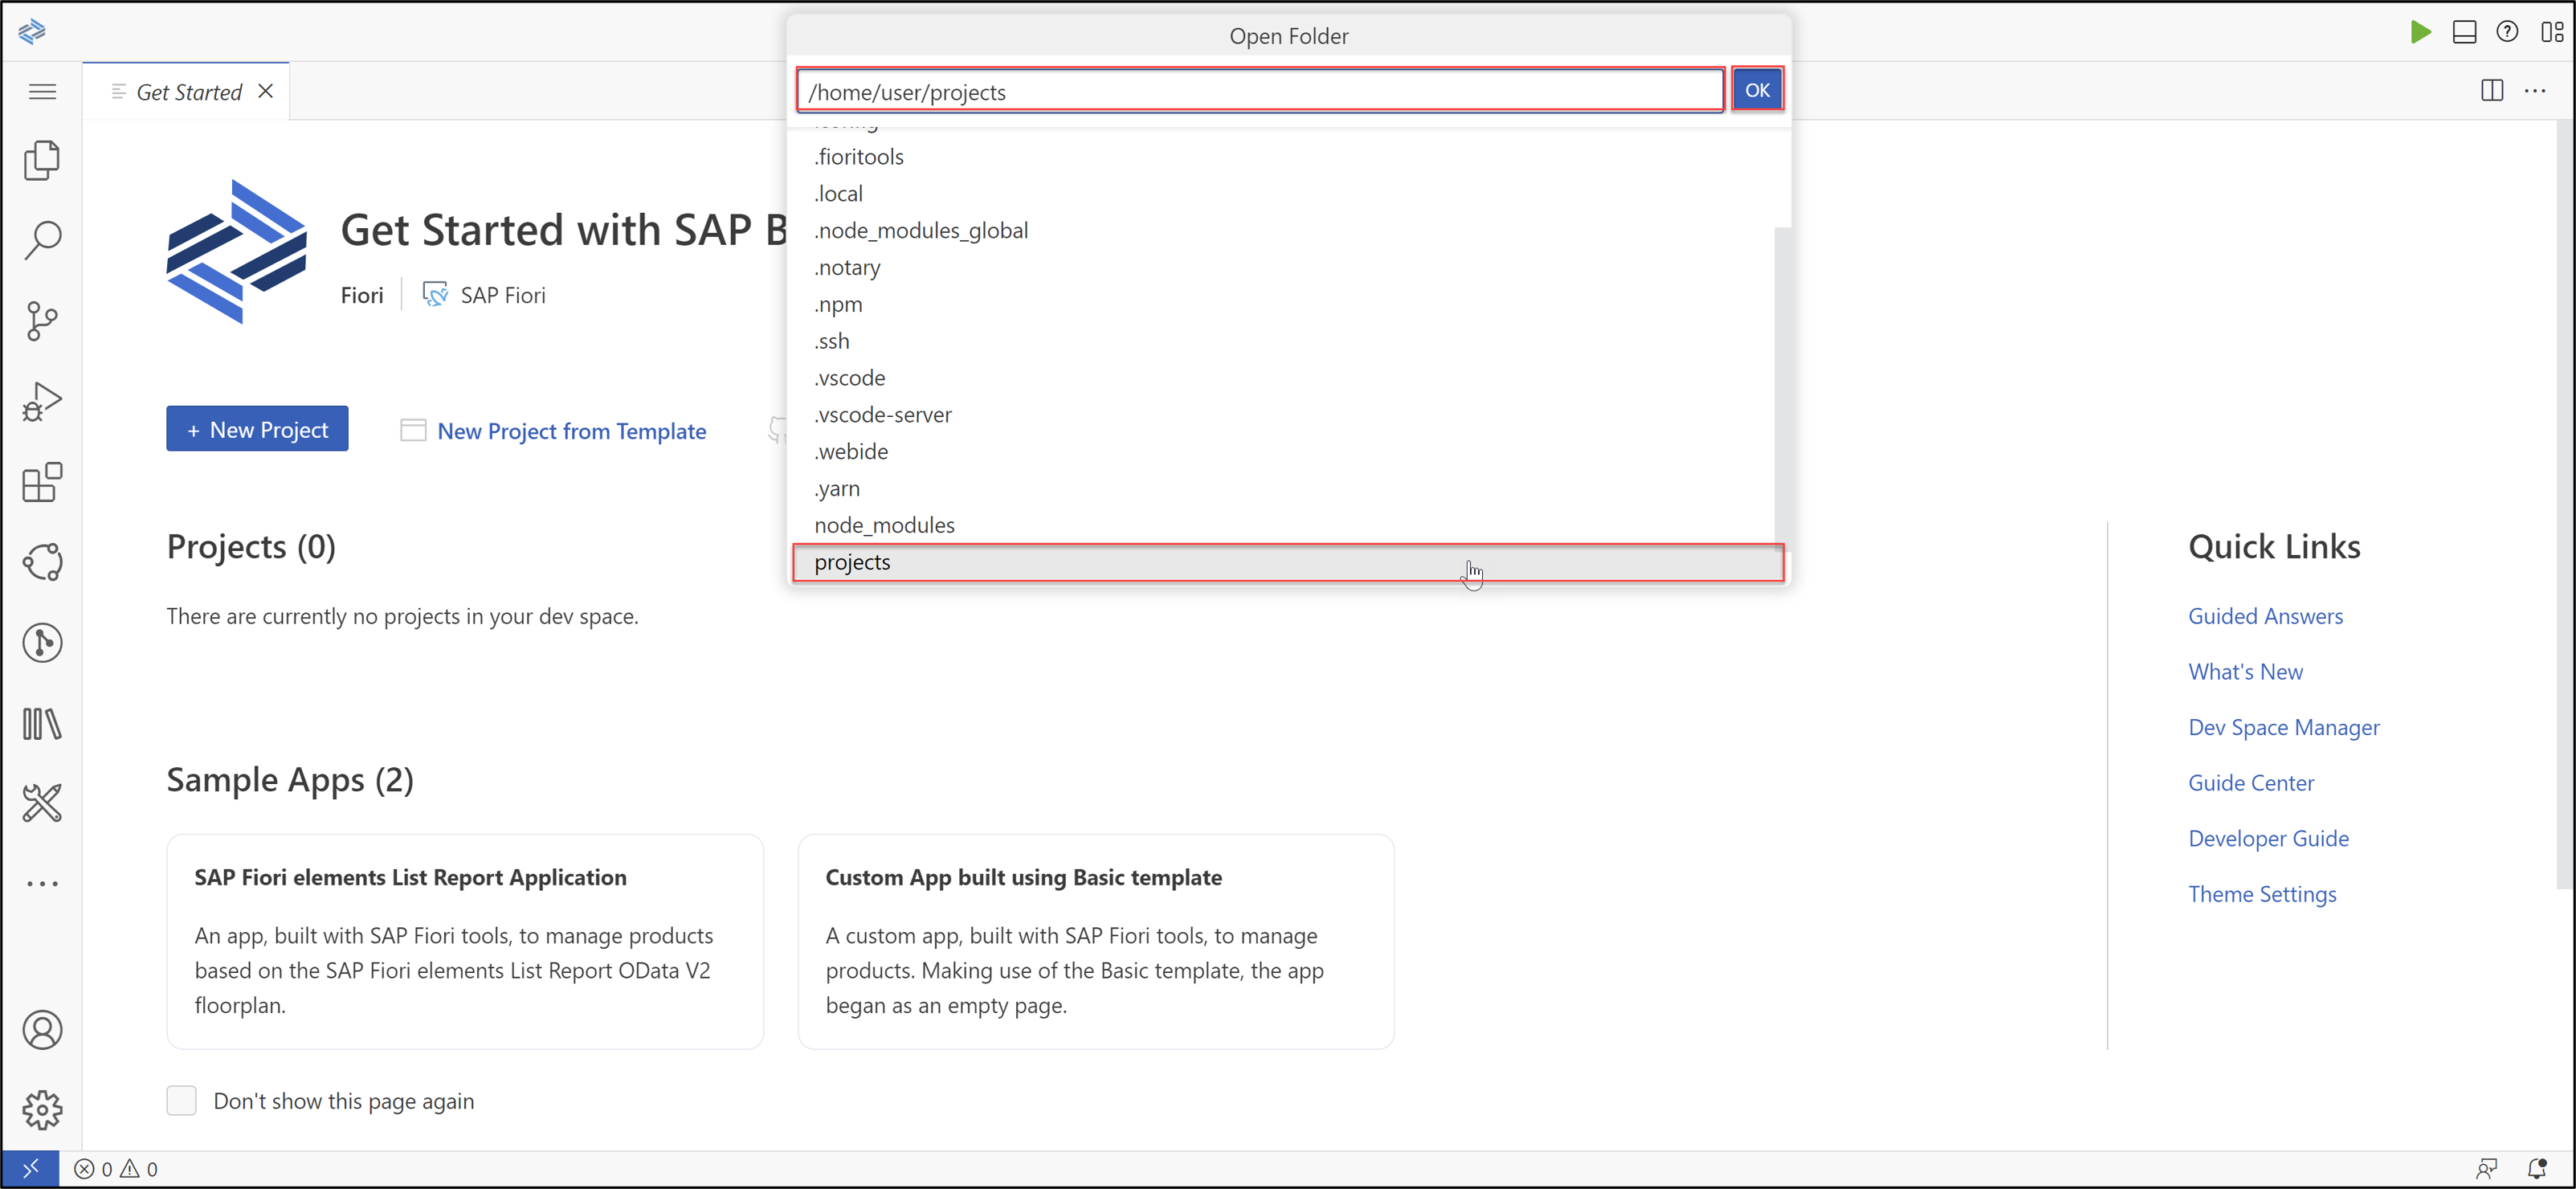 Open Folder
Get Started
/home/user/projects
OK
.fioritools
.local
.node_modules_global
.notary
.npm
.ssh
.vscode
.vscode-server
.webide
.yarn
node_modules
projects
Get Started with SAP B
Fiori
SAP Fiori
+ New Project
New Project from Template
Projects (0)
There are currently no projects in your dev space.
Sample Apps (2)
SAP Fiori elements List Report Application
An app, built with SAP Fiori tools, to manage products
based on the SAP Fiori elements List Report OData V2
floorplan.
Custom App built using Basic template
A custom app, built with SAP Fiori tools, to manage
products. Making use of the Basic template, the app
began as an empty page.
Don't show this page again
Quick Links
Guided Answers
What's New
Dev Space Manager
Guide Center
Developer Guide
Theme Settings
0 0